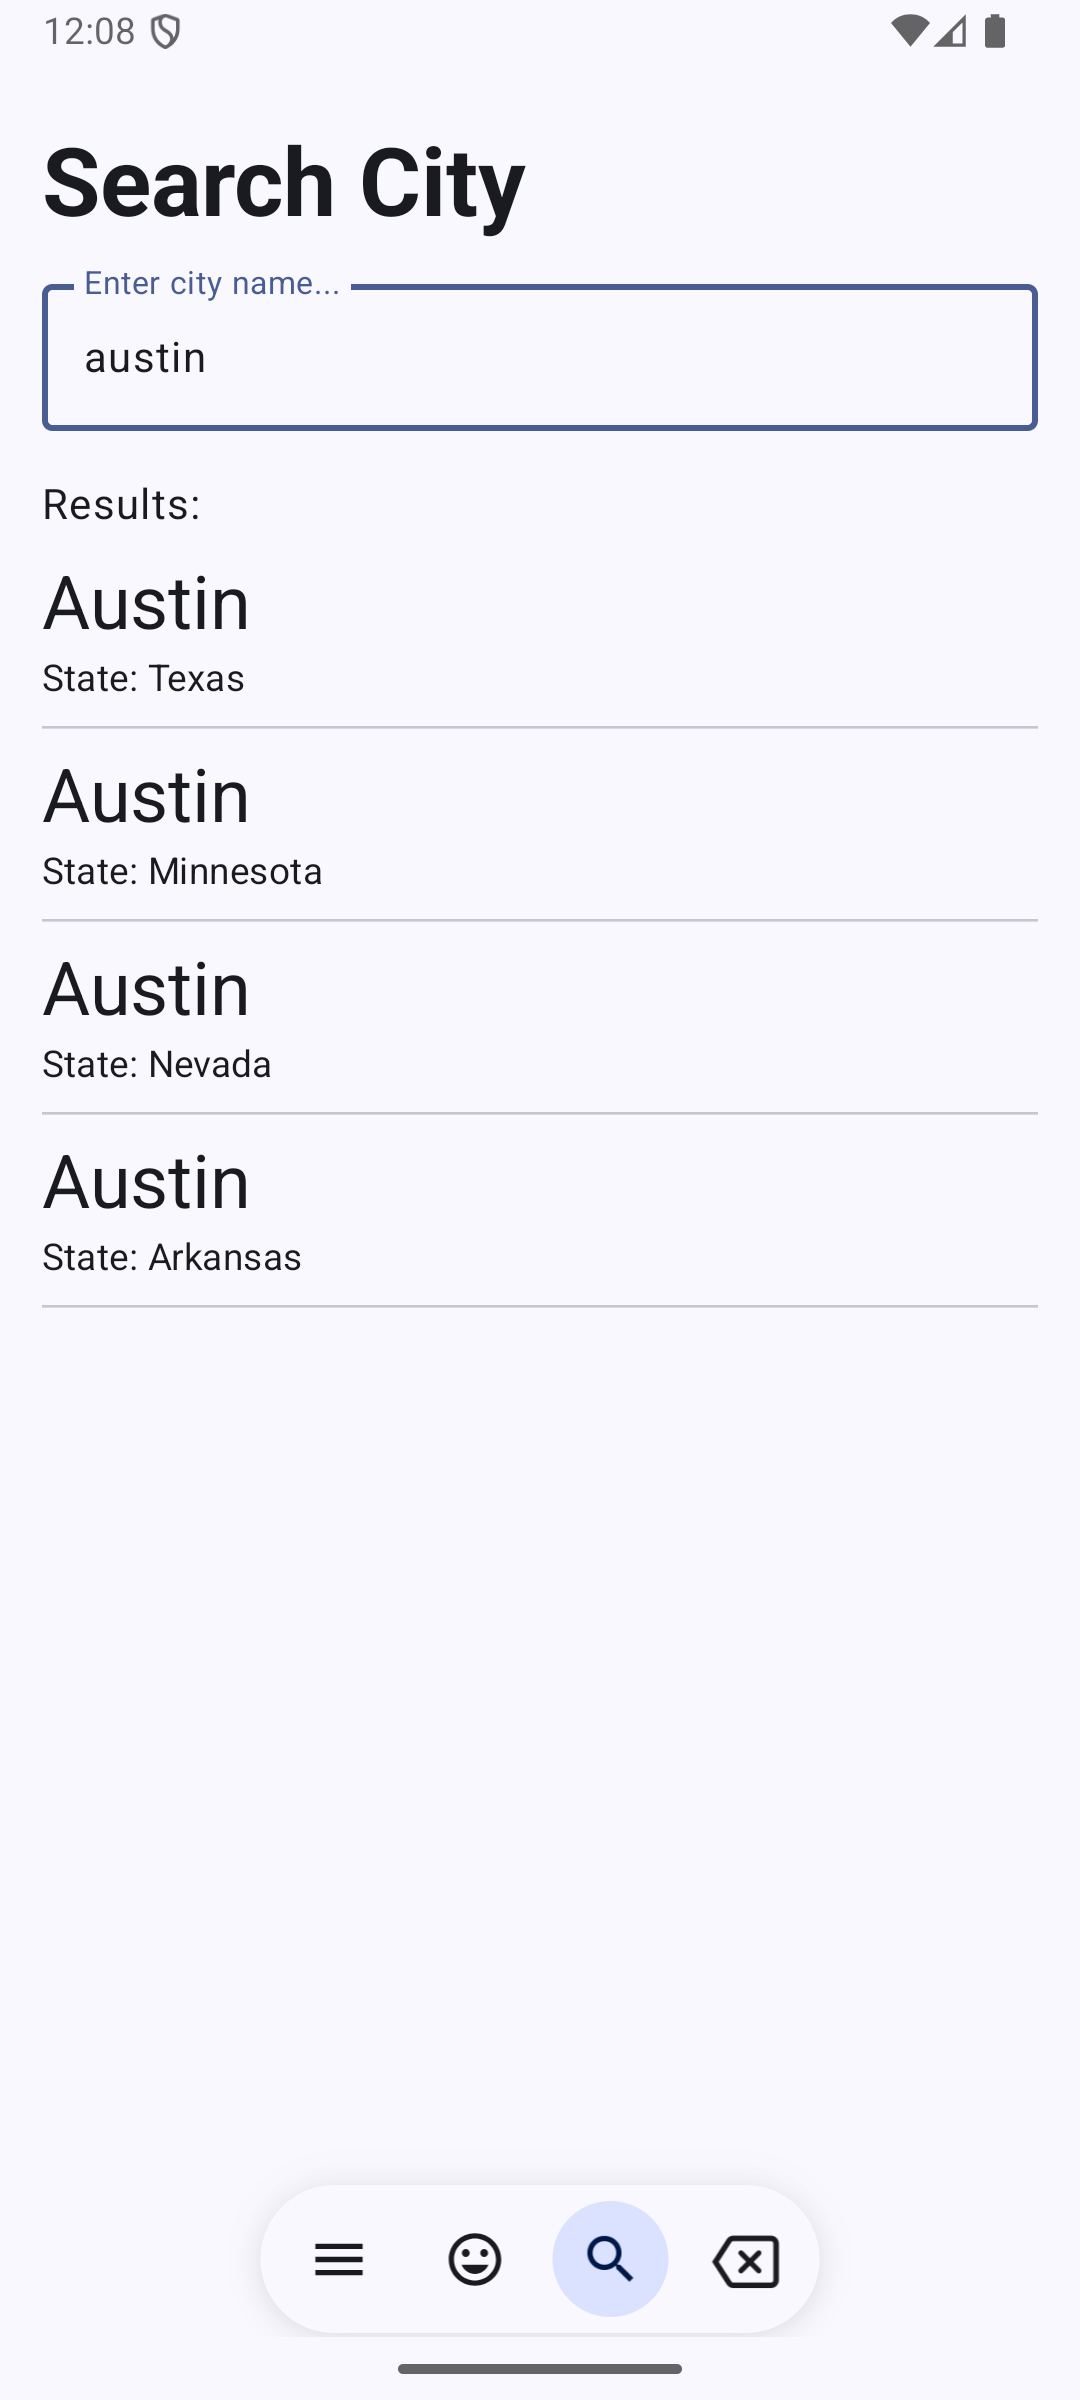 12:08
Search City
Enter city name...
austin
Results:
Austin
State: Texas
Austin
State: Minnesota
Austin
State: Nevada
Austin
State: Arkansas